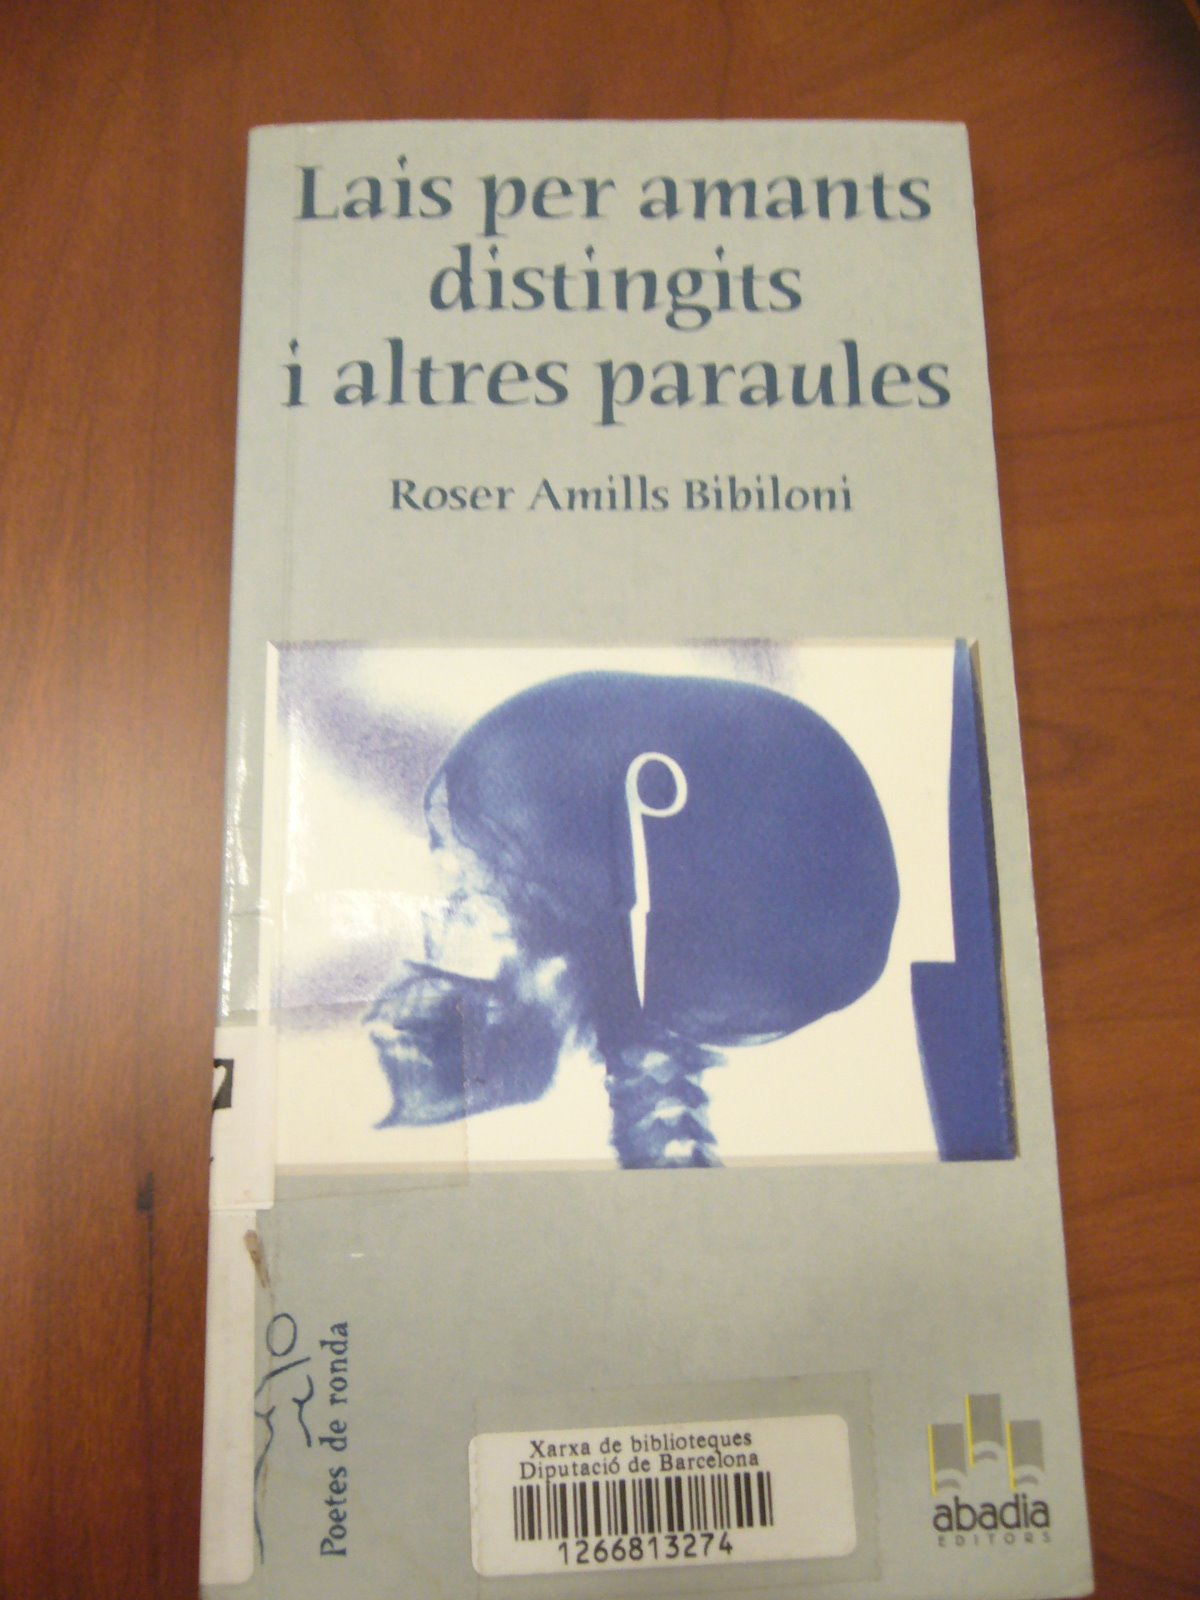 Lais per amants
distingits
i altres paraules
Roser Amills Bibiloni
Poetes de ronda
Xarxa de biblioteques
Diputació de Barcelona
1266813274
abadia
EDITORS